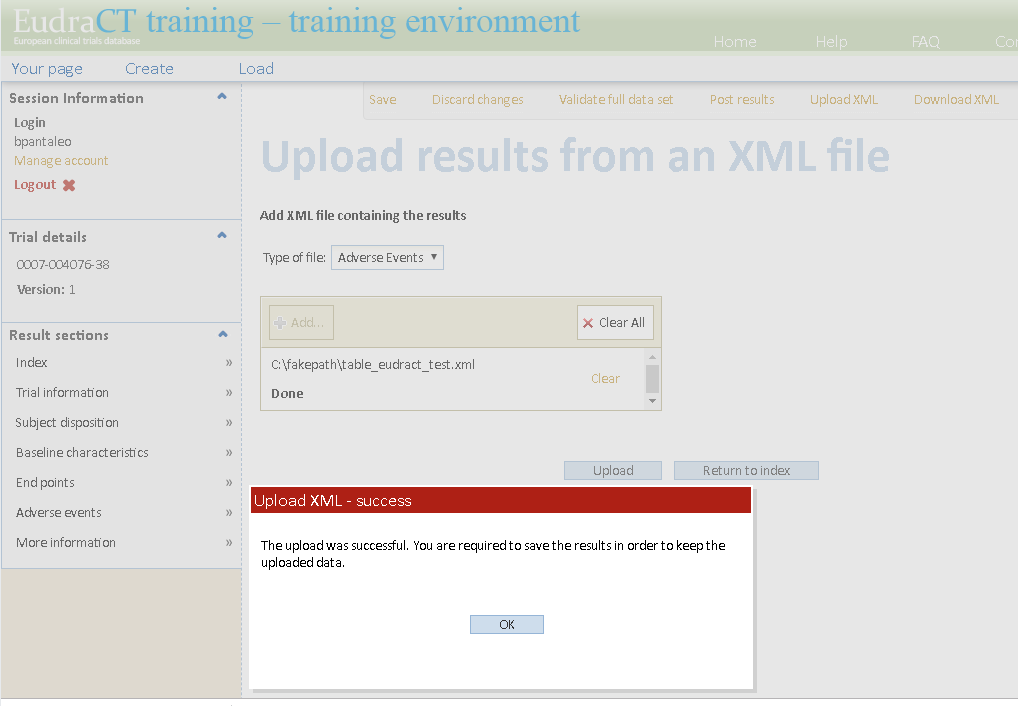 EudraCT training – training environment
European clinical trials database
Home Help FAQ
Your page Create Load
Session Information
Login
bpantaleo
Manage account
Logout
Trial details
0007-004076-38
Version: 1
Result sections
Index »
Trial information »
Subject disposition »
Baseline characteristics »
End points »
Adverse events »
More information »
Save Discard changes Validate full data set Post results Upload XML Download XML
Upload results from an XML file
Add XML file containing the results
Type of file: Adverse Events
Add... Clear All
C:\fakepath\table_eudract_test.xml
Clear
Done
Upload Return to index
Upload XML - success
The upload was successful. You are required to save the results in order to keep the
uploaded data.
OK